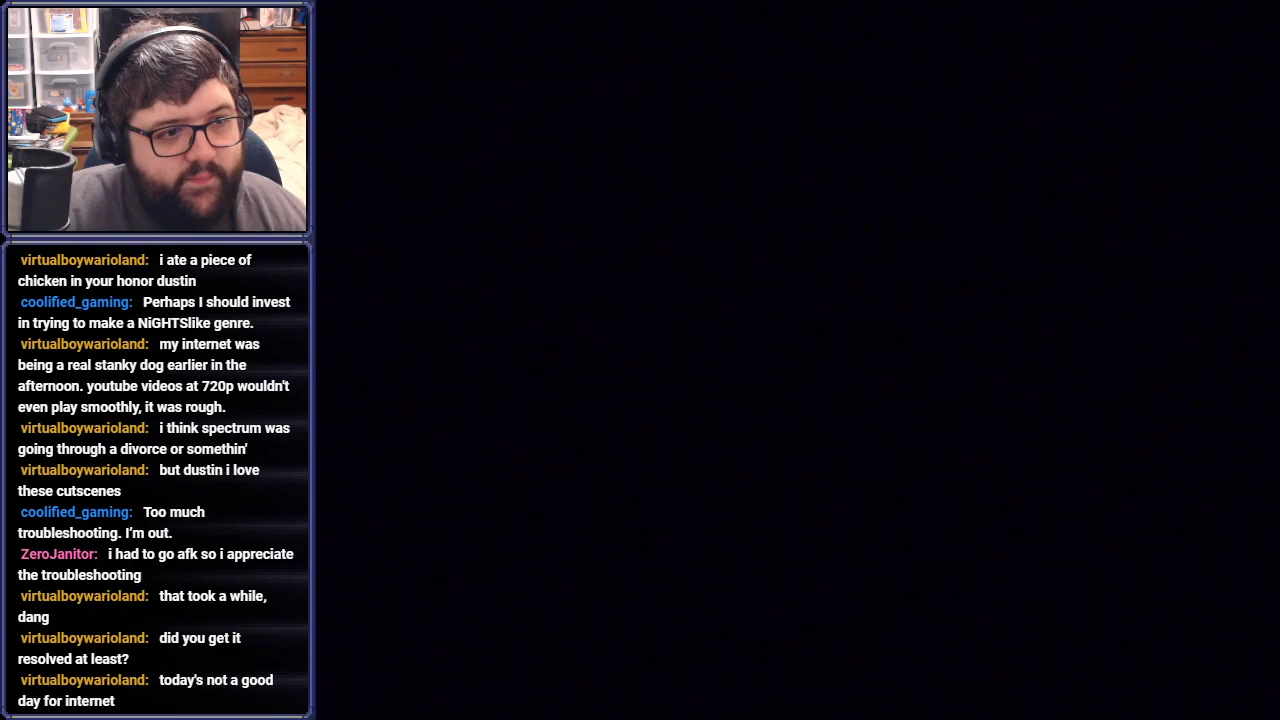 virtualboywarioland: i ate a piece of
chicken in your honor dustin
coolified_gaming: Perhaps I should invest
in trying to make a NiGHTSlike genre.
virtualboywarioland: my internet was
being a real stanky dog earlier in the
afternoon. youtube videos at 720p wouldn't
even play smoothly, it was rough.
virtualboywarioland: i think spectrum was
going through a divorce or somethin'
virtualboywarioland: but dustin i love
these cutscenes
coolified_gaming: Too much
troubleshooting. I’m out.
ZeroJanitor: i had to go afk so i appreciate
the troubleshooting
virtualboywarioland: that took a while,
dang
virtualboywarioland: did you get it
resolved at least?
virtualboywarioland: today's not a good
day for internet